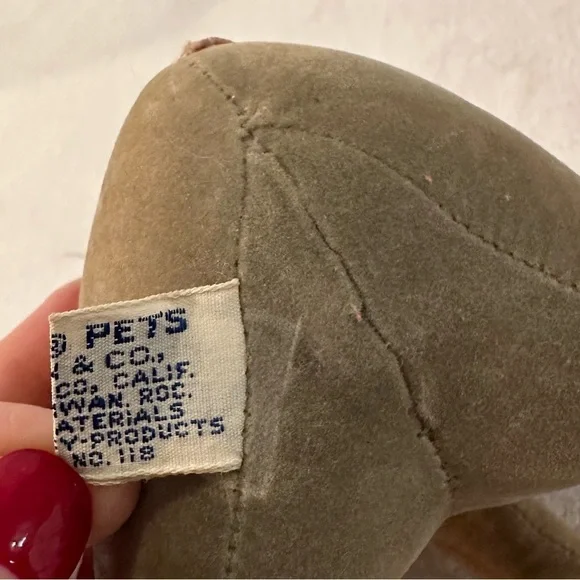 ® PETS
& CO.,
CO, CALIF.
WAN, ROC.
ATERIALS
Y-PRODUCTS
NO. 118